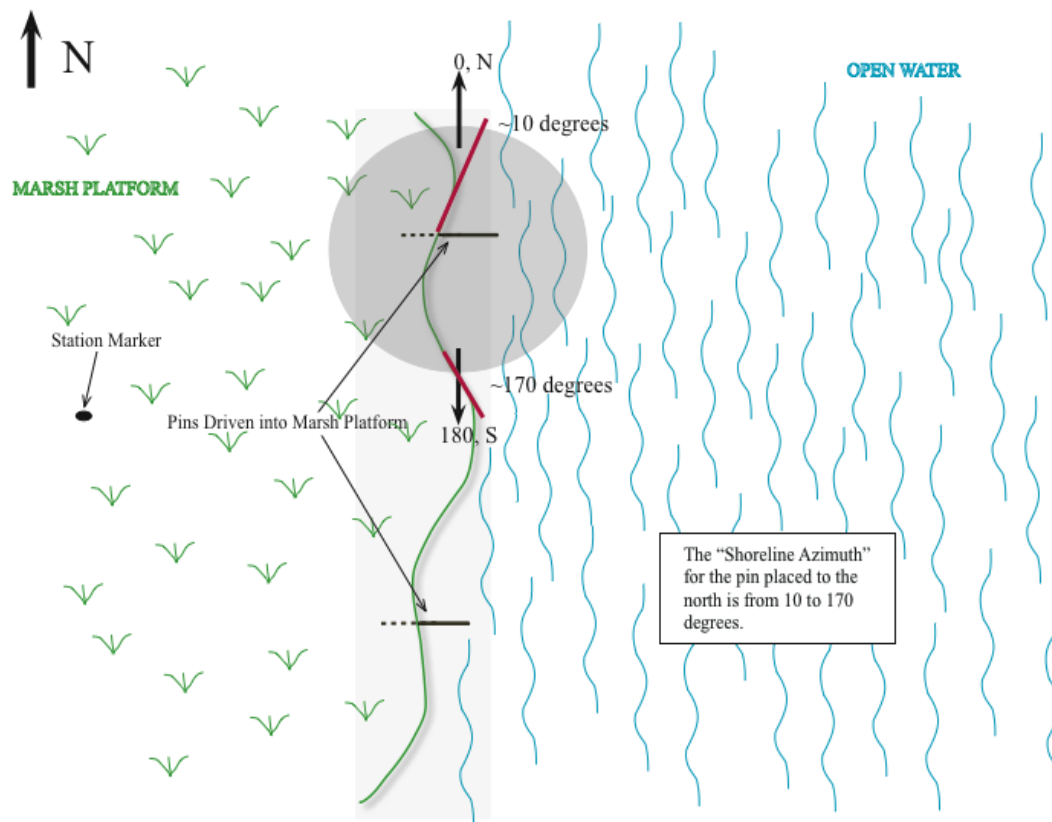 N
0, N
OPEN WATER
~10 degrees
MARSH PLATFORM
Station Marker
~170 degrees
Pins Driven into Marsh Platform
180, S
The “Shoreline Azimuth”
for the pin placed to the
north is from 10 to 170
degrees.